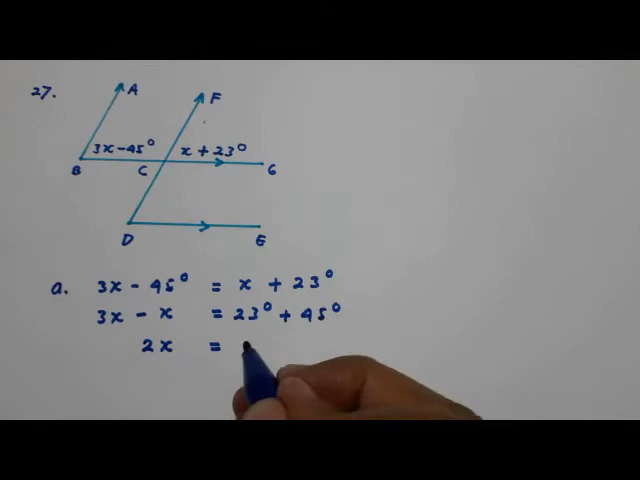 27.
A
F
3x-45° x+23°
B C G
D E
a. 3x - 45° = x + 23°
3x - x = 23° + 45°
2x =